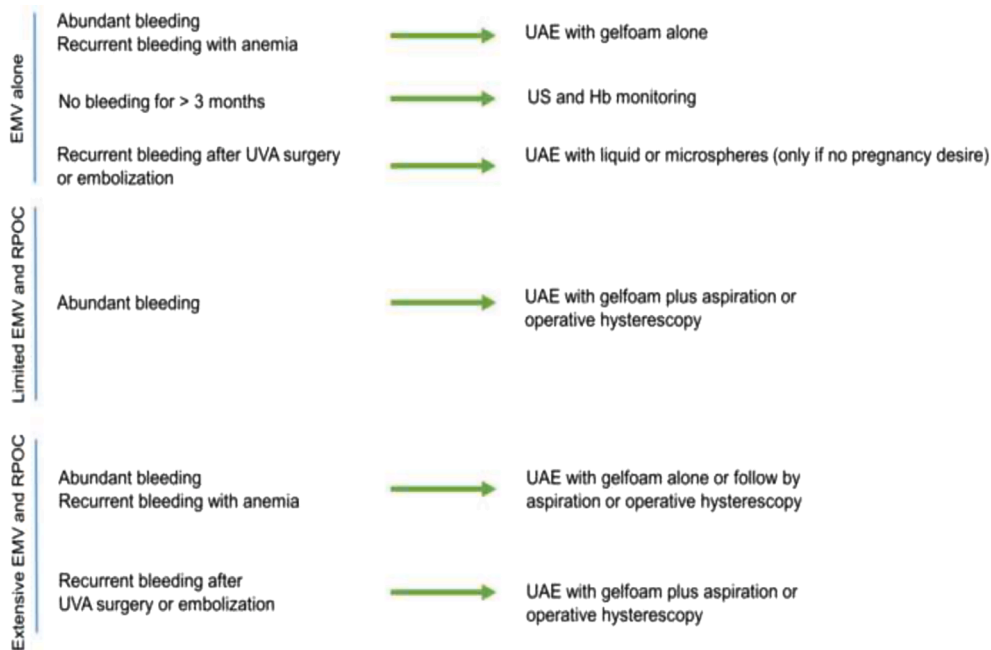 EMV alone
Abundant bleeding
Recurrent bleeding with anemia
UAE with gelfoam alone
No bleeding for > 3 months
US and Hb monitoring
Recurrent bleeding after UVA surgery
or embolization
UAE with liquid or microspheres (only if no pregnancy desire)
Limited EMV and RPOC
Abundant bleeding
UAE with gelfoam plus aspiration or
operative hysterescopy
Extensive EMV and RPOC
Abundant bleeding
Recurrent bleeding with anemia
UAE with gelfoam alone or follow by
aspiration or operative hysterescopy
Recurrent bleeding after
UVA surgery or embolization
UAE with gelfoam plus aspiration or
operative hysterescopy